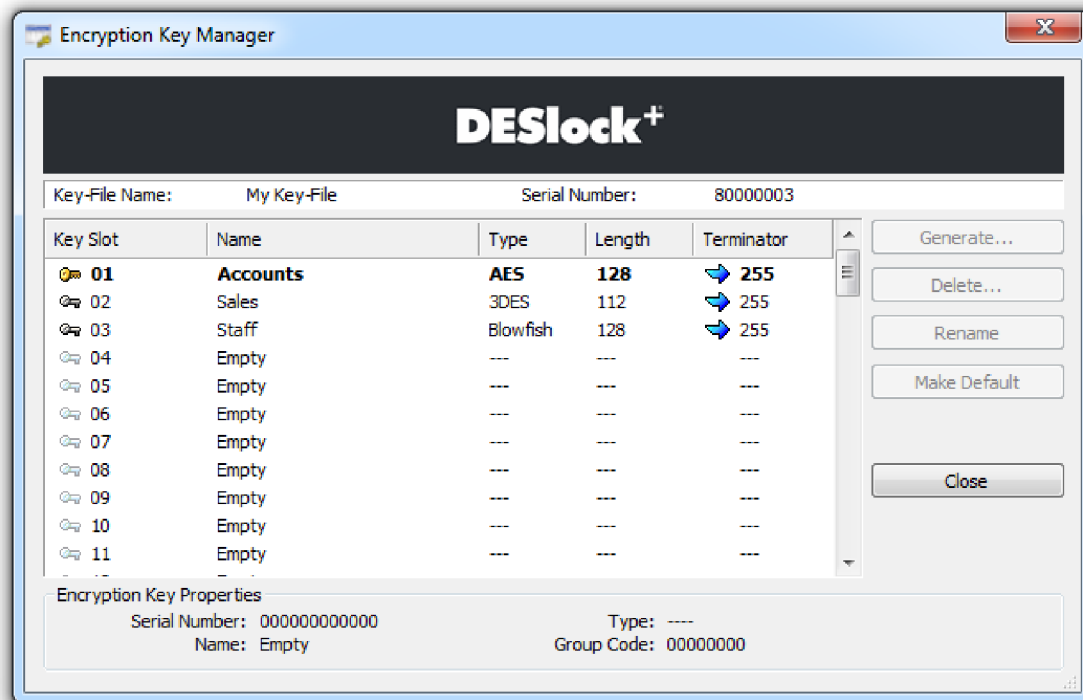 Encryption Key Manager
X
DESlock+
Key-File Name: My Key-File Serial Number: 80000003
Key Slot Name Type Length Terminator
01 Accounts AES 128 255
02 Sales 3DES 112 255
03 Staff Blowfish 128 255
04 Empty --- --- ---
05 Empty --- --- ---
06 Empty --- --- ---
07 Empty --- --- ---
08 Empty --- --- ---
09 Empty --- --- ---
10 Empty --- --- ---
11 Empty --- --- ---
Generate...
Delete...
Rename
Make Default
Close
Encryption Key Properties
Serial Number: 000000000000 Type: ----
Name: Empty Group Code: 00000000